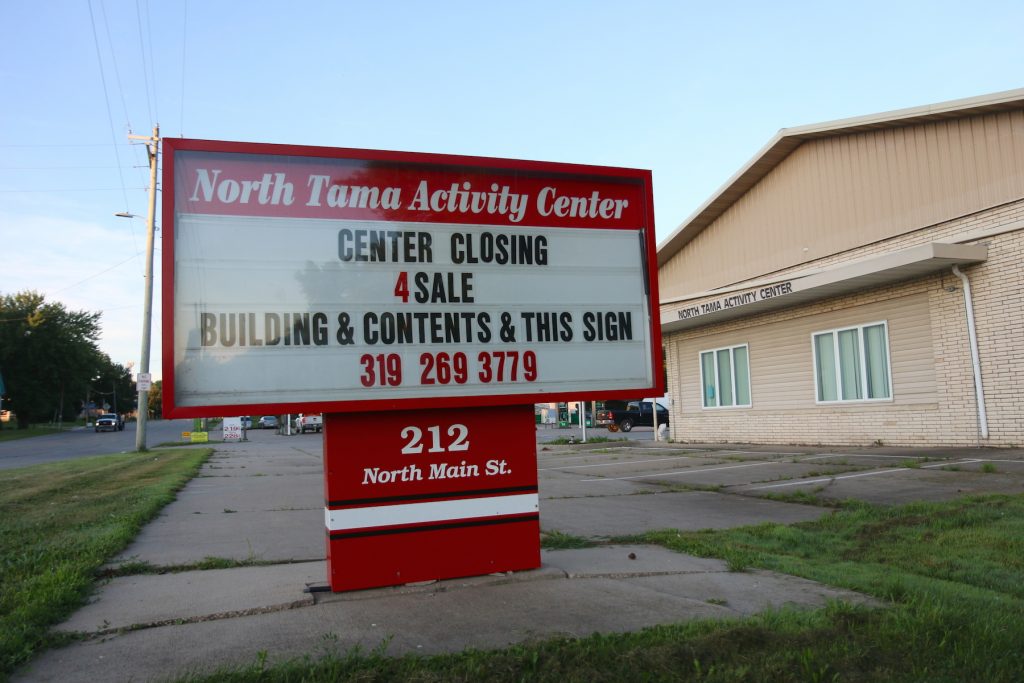 North Tama Activity Center
CENTER CLOSING
4 SALE
BUILDING & CONTENTS & THIS SIGN
319 269 3779
212
North Main St.
NORTH TAMA ACTIVITY CENTER